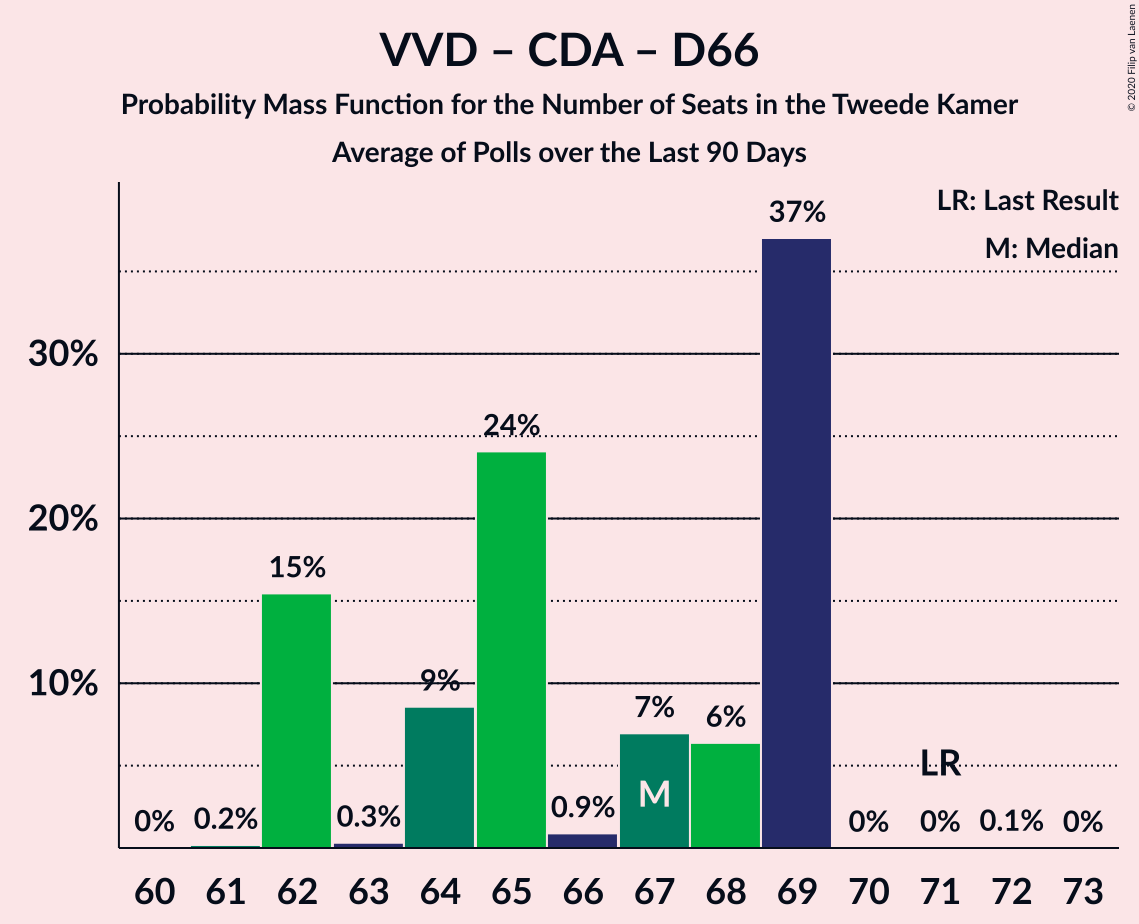 VVD – CDA – D66
Probability Mass Function for the Number of Seats in the Tweede Kamer
Average of Polls over the Last 90 Days
© 2020 Filip van Laenen
LR: Last Result
M: Median
37%
30%
24%
20%
15%
10%
9%
7%
6%
LR
M
0%
0.2%
0.3%
0.9%
0%
0%
0.1%
0%
60 61 62 63 64 65 66 67 68 69 70 71 72 73